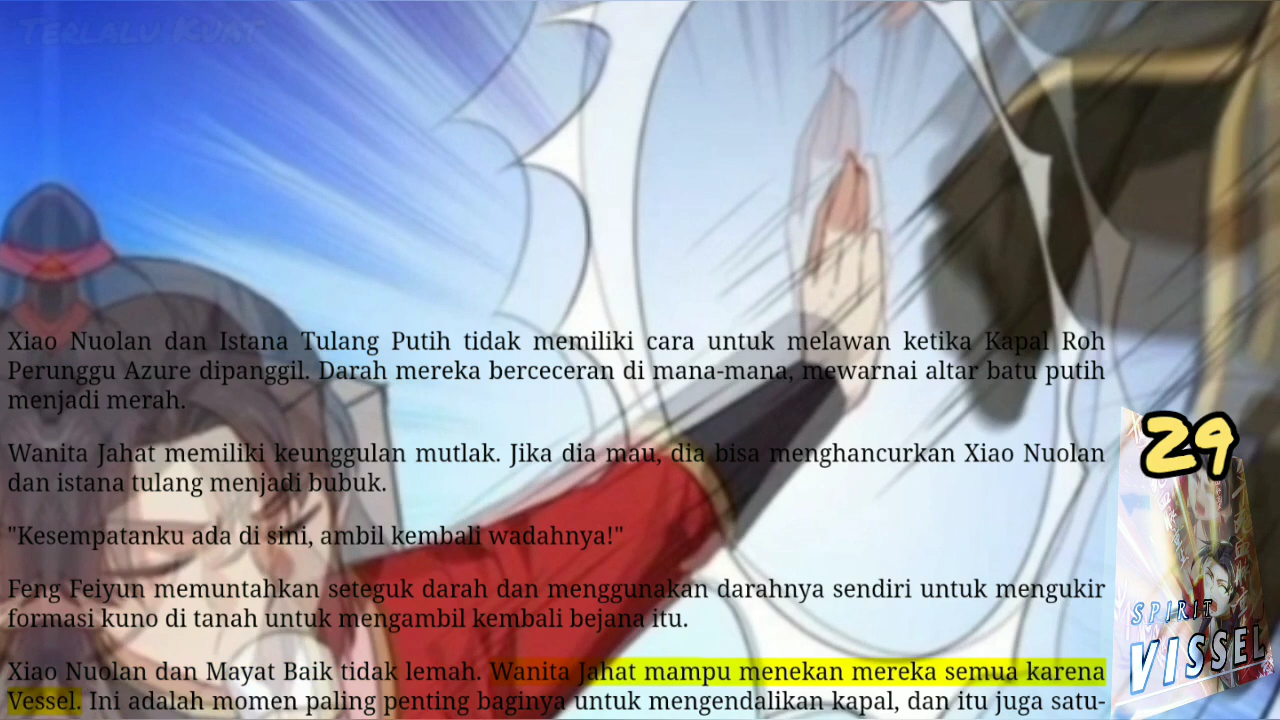 Terlalu Kuat
Xiao Nuolan dan Istana Tulang Putih tidak memiliki cara untuk melawan ketika Kapal Roh
Perunggu Azure dipanggil. Darah mereka berceceran di mana-mana, mewarnai altar batu putih
menjadi merah.
Wanita Jahat memiliki keunggulan mutlak. Jika dia mau, dia bisa menghancurkan Xiao Nuolan
dan istana tulang menjadi bubuk.
"Kesempatanku ada di sini, ambil kembali wadahnya!"
Feng Feiyun memuntahkan seteguk darah dan menggunakan darahnya sendiri untuk mengukir
formasi kuno di tanah untuk mengambil kembali bejana itu.
Xiao Nuolan dan Mayat Baik tidak lemah. Wanita Jahat mampu menekan mereka semua karena
Vessel. Ini adalah momen paling penting baginya untuk mengendalikan kapal, dan itu juga satu-
29
SPIRIT
VISSEL